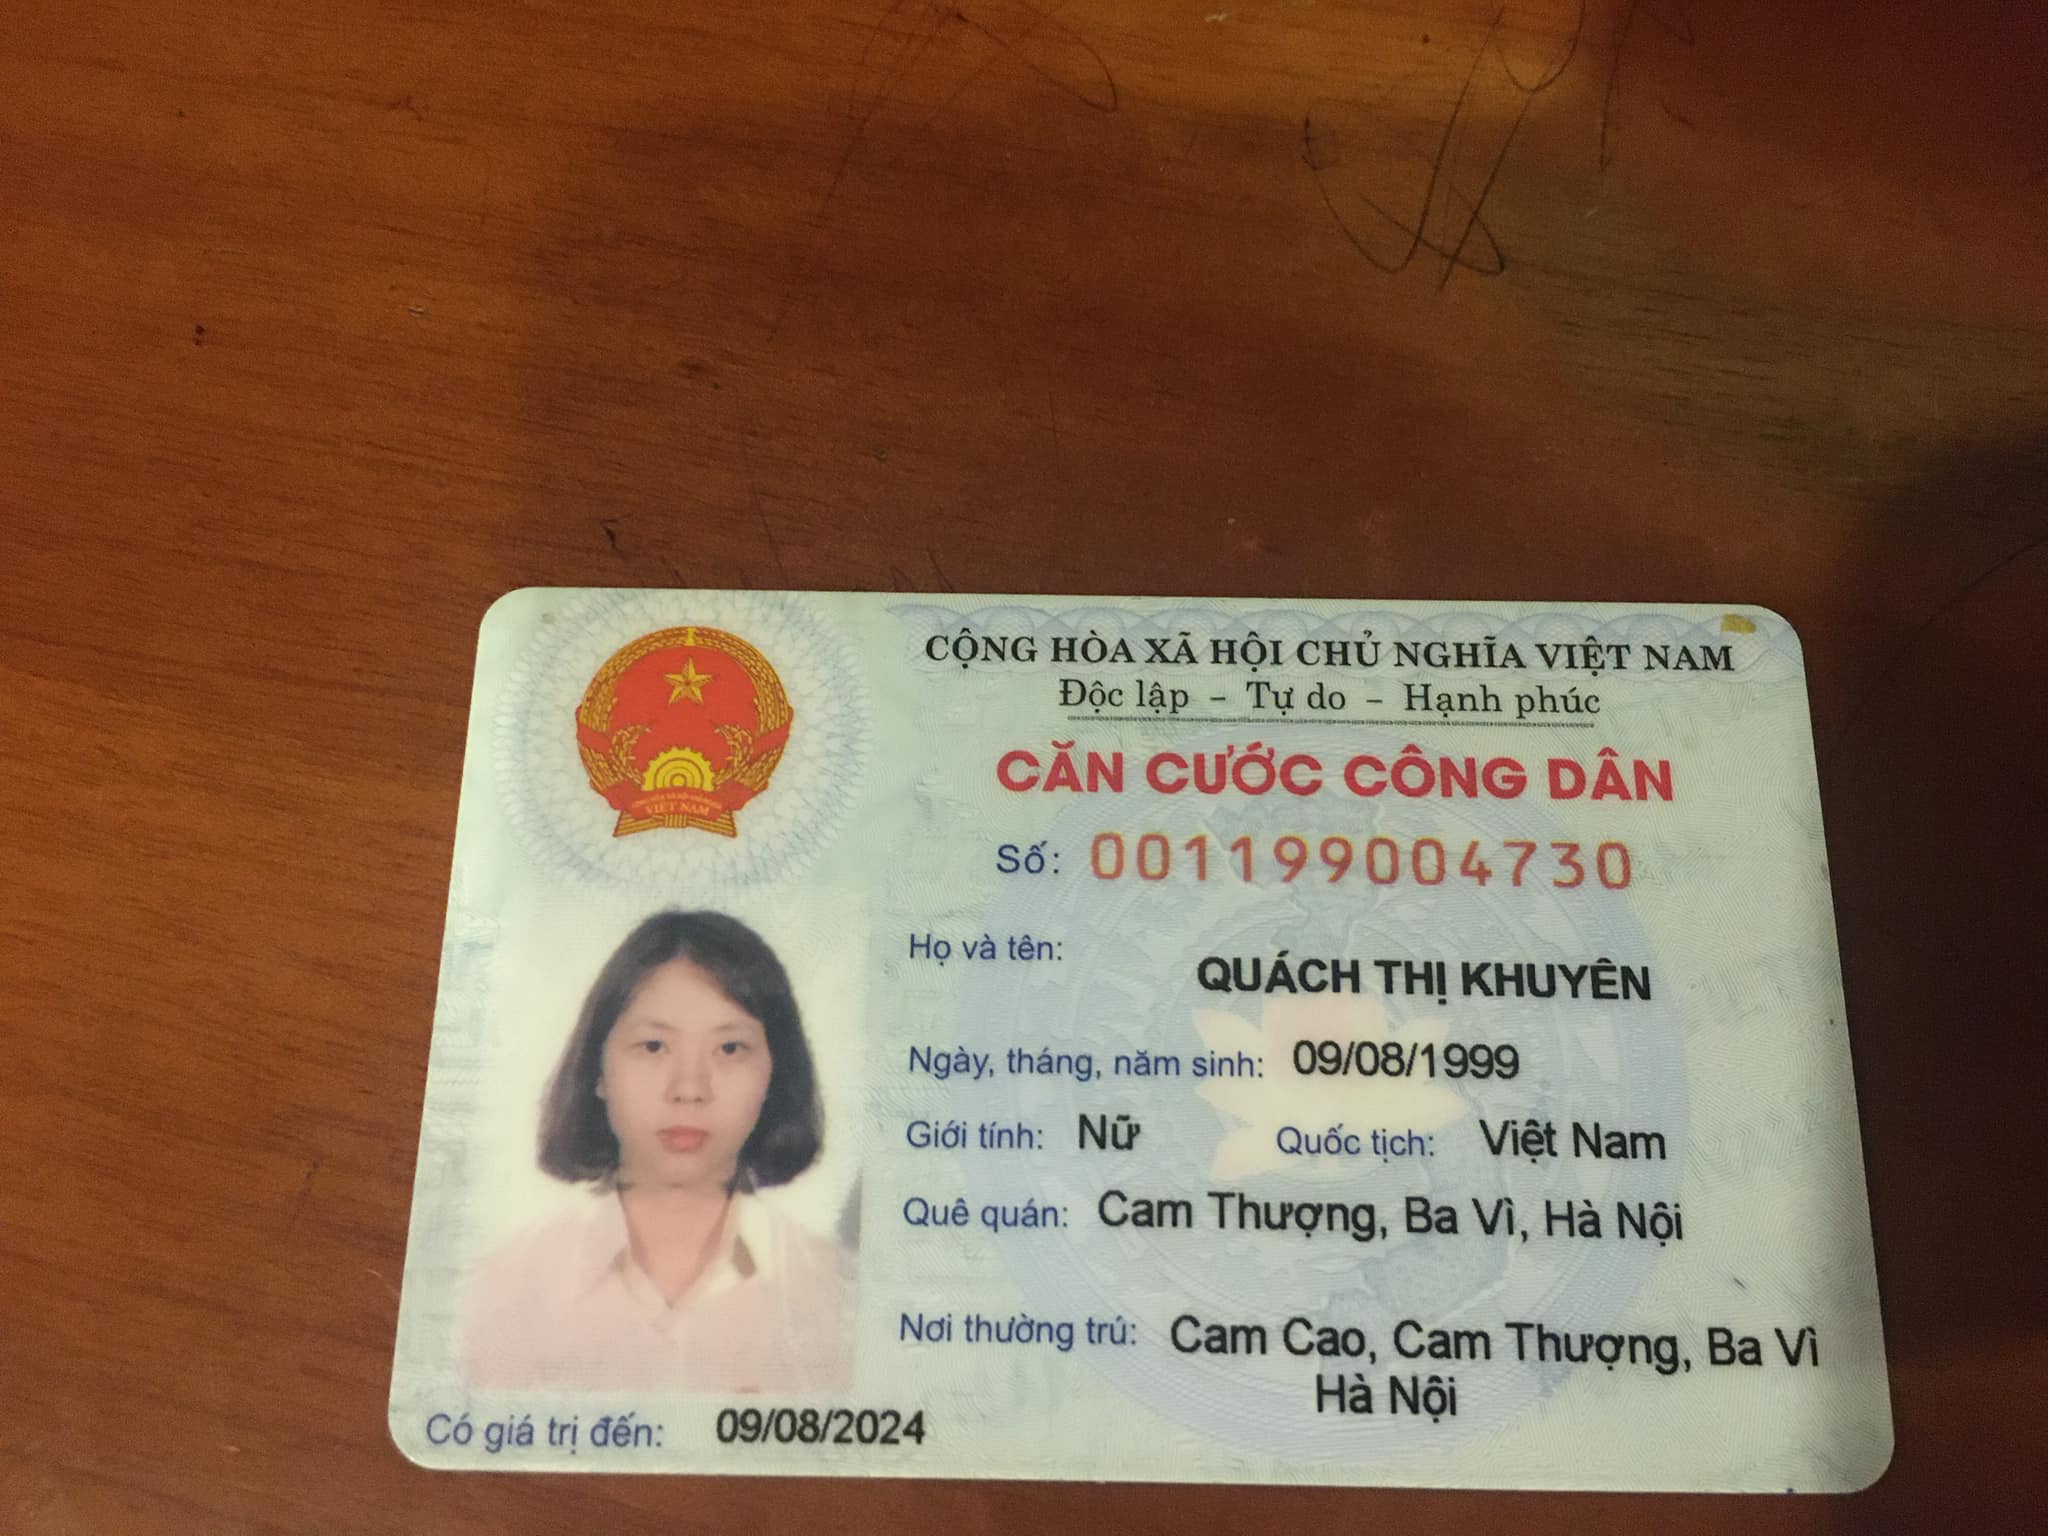 CỘNG HÒA XÃ HỘI CHỦ NGHĨA VIỆT NAM
Độc lập - Tự do - Hạnh phúc
CĂN CƯỚC CÔNG DÂN
Số: 001199004730
Họ và tên:
QUÁCH THỊ KHUYÊN
Ngày, tháng, năm sinh: 09/08/1999
Giới tính: Nữ Quốc tịch: Việt Nam
Quê quán: Cam Thượng, Ba Vì, Hà Nội
Nơi thường trú: Cam Cao, Cam Thượng, Ba Vì
Hà Nội
Có giá trị đến: 09/08/2024
VIỆT NAM